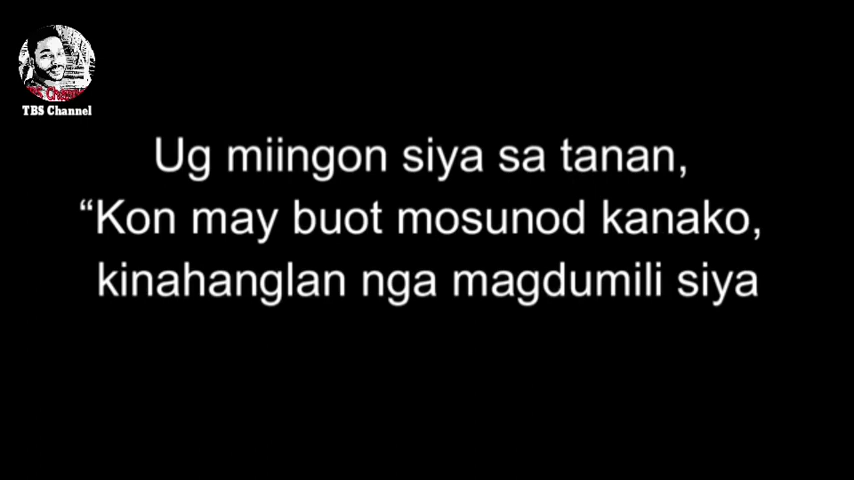 TBS Channel
Ug miingon siya sa tanan,
“Kon may buot mosunod kanako,
kinahanglan nga magdumili siya